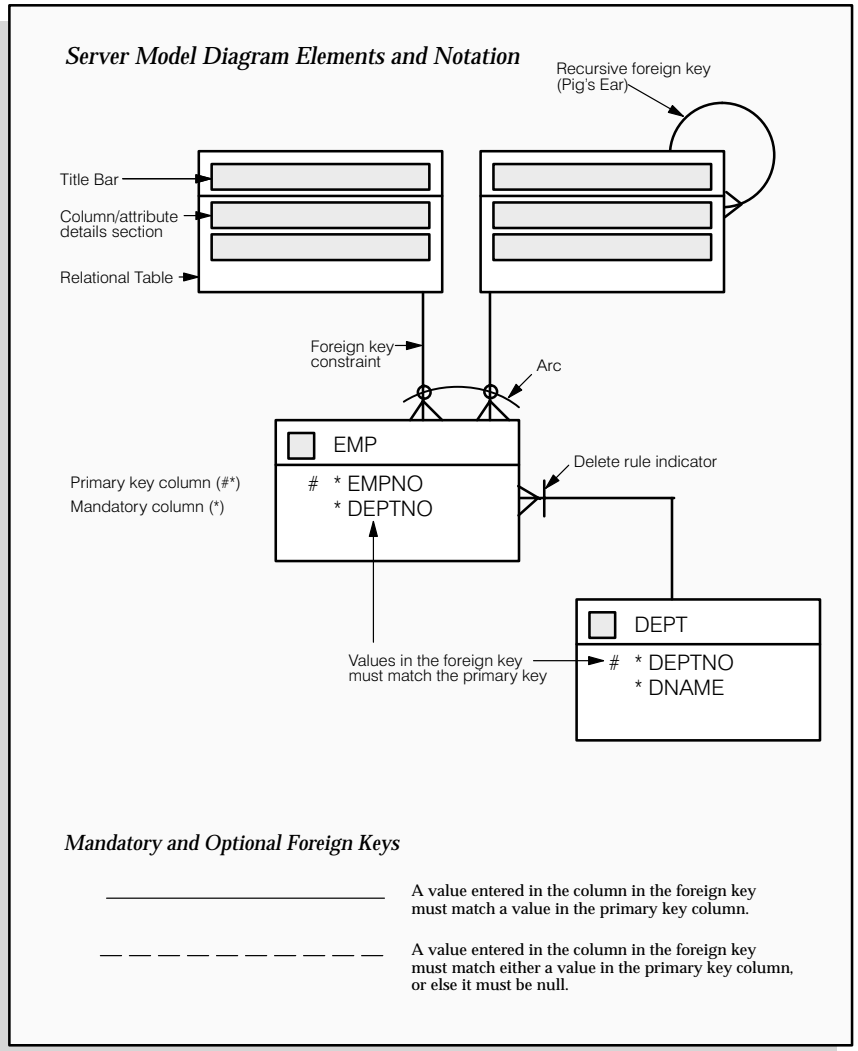 Server Model Diagram Elements and Notation
Recursive foreign key
(Pig's Ear)
Title Bar
Column/attribute
details section
Relational Table
Foreign key
constraint
Arc
EMP
Delete rule indicator
Primary key column (#*)
# * EMPNO
Mandatory column (*)
* DEPTNO
DEPT
Values in the foreign key
must match the primary key
# * DEPTNO
* DNAME
Mandatory and Optional Foreign Keys
A value entered in the column in the foreign key
must match a value in the primary key column.
A value entered in the column in the foreign key
must match either a value in the primary key column,
or else it must be null.